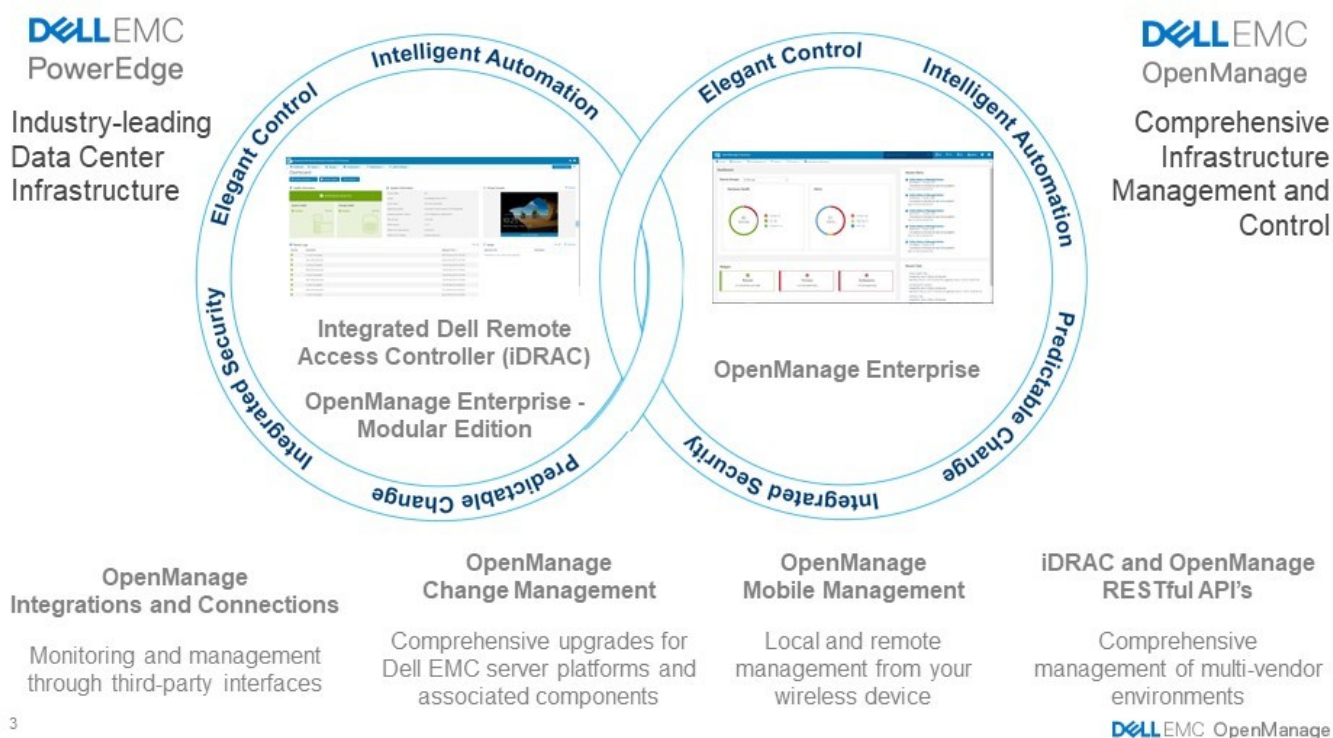 DELLEMC
PowerEdge
Industry-leading
Data Center
Infrastructure
DELLEMC
OpenManage
Comprehensive
Infrastructure
Management and
Control
Elegant Control
Intelligent Automation
Integrated Security
Predictable Change
Elegant Control
Intelligent Automation
Predictable Change
Integrated Security
Dashboard
Integrated Dell Remote
Access Controller (iDRAC)
OpenManage Enterprise -
Modular Edition
OpenManage Enterprise
OpenManage
Integrations and Connections
Monitoring and management
through third-party interfaces
OpenManage
Change Management
Comprehensive upgrades for
Dell EMC server platforms and
associated components
OpenManage
Mobile Management
Local and remote
management from your
wireless device
iDRAC and OpenManage
RESTful API's
Comprehensive
management of multi-vendor
environments
3
DELLEMC OpenManage